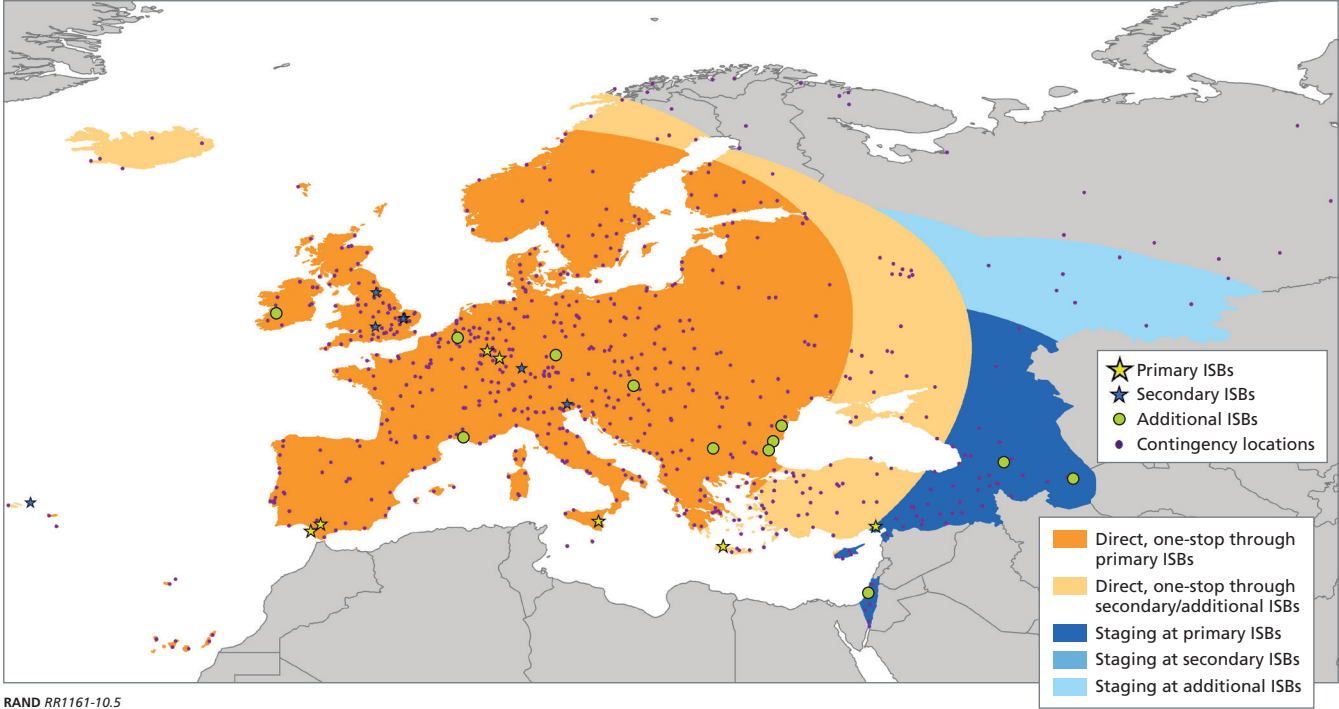 Primary ISBs
Secondary ISBs
Additional ISBs
Contingency locations
Direct, one-stop through
primary ISBs
Direct, one-stop through
secondary/additional ISBs
Staging at primary ISBs
Staging at secondary ISBs
Staging at additional ISBs
RAND RR1161-10.5